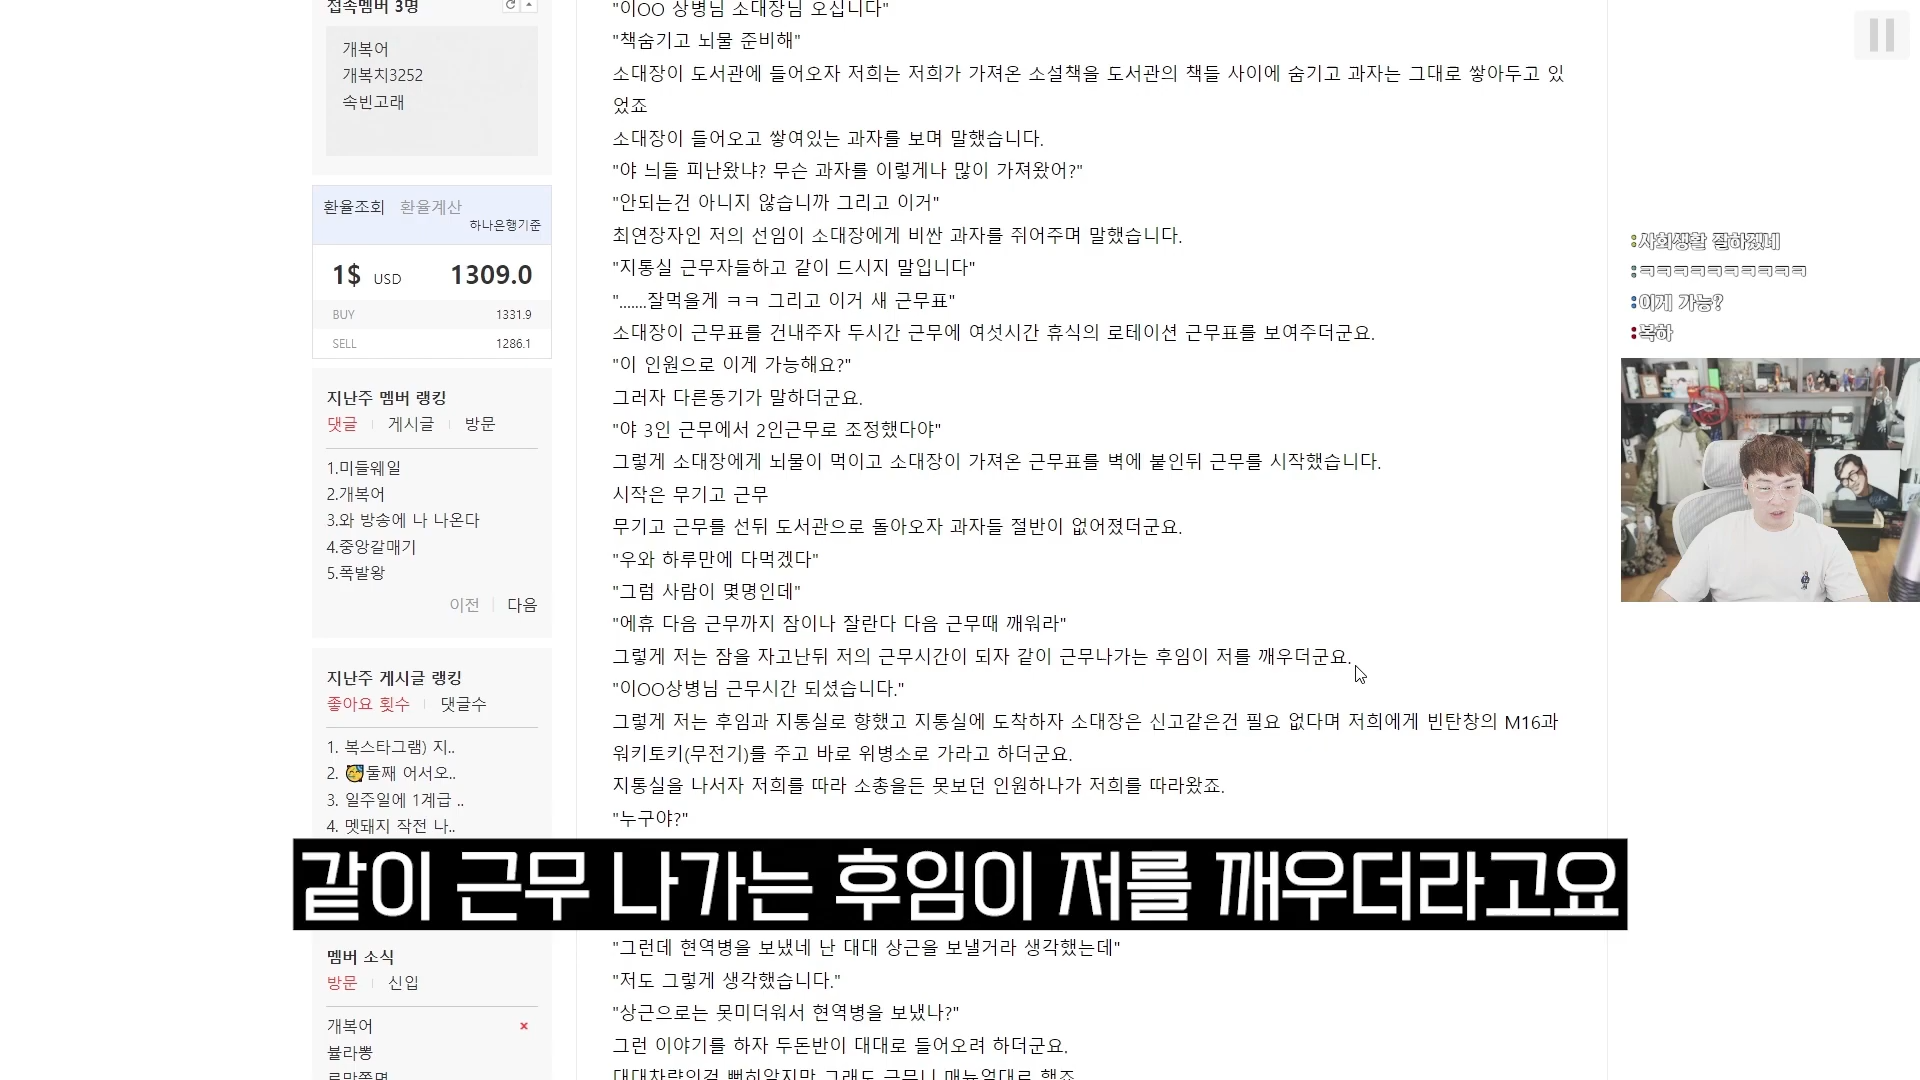 접속멤버 3명
개복어
개복치3252
속빈고래
환율조회 환율계산
하나은행기준
1$ USD 1309.0
BUY 1331.9
SELL 1286.1
지난주 멤버 랭킹
댓글 게시글 방문
1.미들웨일
2.개복어
3.와 방송에 나 나온다
4.중앙갈매기
5.폭발왕
이전 다음
지난주 게시글 랭킹
좋아요 횟수 댓글수
1. 복스타그램) 지..
2. 🥳둘째 어서오..
3. 일주일에 1계급 ..
4. 멧돼지 작전 나..
멤버 소식
방문 신입
개복어
뷸라뽕
"이OO 상병님 소대장님 오십니다"
"책숨기고 뇌물 준비해"
소대장이 도서관에 들어오자 저희는 저희가 가져온 소설책을 도서관의 책들 사이에 숨기고 과자는 그대로 쌓아두고 있
었죠
소대장이 들어오고 쌓여있는 과자를 보며 말했습니다.
"야 늬들 피난왔냐? 무슨 과자를 이렇게나 많이 가져왔어?"
"안되는건 아니지 않습니까 그리고 이거"
최연장자인 저의 선임이 소대장에게 비싼 과자를 쥐어주며 말했습니다.
"지통실 근무자들하고 같이 드시지 말입니다"
".......잘먹을게 ㅋㅋ 그리고 이거 새 근무표"
소대장이 근무표를 건내주자 두시간 근무에 여섯시간 휴식의 로테이션 근무표를 보여주더군요.
"이 인원으로 이게 가능해요?"
그러자 다른동기가 말하더군요.
"야 3인 근무에서 2인근무로 조정했다야"
그렇게 소대장에게 뇌물이 먹이고 소대장이 가져온 근무표를 벽에 붙인뒤 근무를 시작했습니다.
시작은 무기고 근무
무기고 근무를 선뒤 도서관으로 돌아오자 과자들 절반이 없어졌더군요.
"우와 하루만에 다먹겠다"
"그럼 사람이 몇명인데"
"에휴 다음 근무까지 잠이나 잘란다 다음 근무때 깨워라"
그렇게 저는 잠을 자고난뒤 저의 근무시간이 되자 같이 근무나가는 후임이 저를 깨우더군요.
"이OO상병님 근무시간 되셨습니다."
그렇게 저는 후임과 지통실로 향했고 지통실에 도착하자 소대장은 신고같은건 필요 없다며 저희에게 빈탄창의 M16과
워키토키(무전기)를 주고 바로 위병소로 가라고 하더군요.
지통실을 나서자 저희를 따라 소총을든 못보던 인원하나가 저희를 따라왔죠.
"누구야?"
같이 근무 나가는 후임이 저를 깨우더라고요
"그런데 현역병을 보냈네 난 대대 상근을 보낼거라 생각했는데"
"저도 그렇게 생각했습니다."
"상근으로는 못미더워서 현역병을 보냈나?"
그런 이야기를 하자 두돈반이 대대로 들어오려 하더군요.
대대차량인걸 뻔히알지만 그래도 근무니 매뉴얼대로 했죠
:사회생활 잘하겠네
:ㅋㅋㅋㅋㅋㅋㅋㅋㅋㅋ
:이게 가능?
:복하